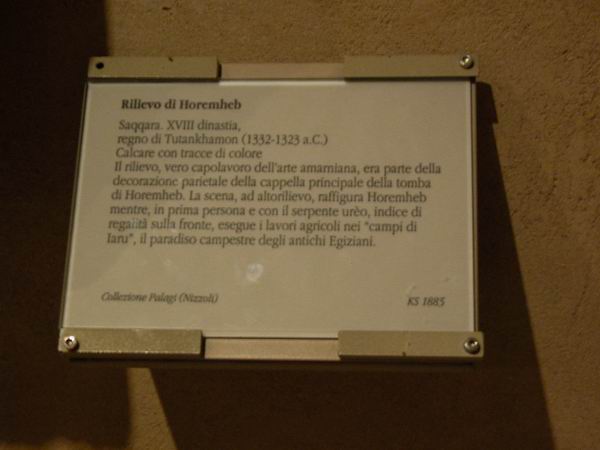 Rilievo di Horemheb
Saqqara. XVIII dinastia,
regno di Tutankhamon (1332-1323 a.C.)
Calcare con tracce di colore
Il rilievo, vero capolavoro dell'arte amarniana, era parte della
decorazione parietale della cappella principale della tomba
di Horemheb. La scena, ad altorilievo, raffigura Horemheb
mentre, in prima persona e con il serpente urèo, indice di
regalità sulla fronte, esegue i lavori agricoli nei "campi di
Iaru", il paradiso campestre degli antichi Egiziani.
Collezione Palagi (Nizzoli)
KS 1885